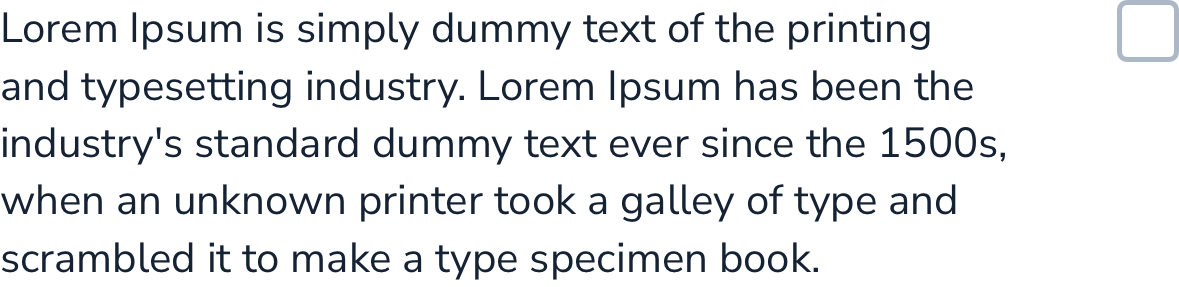 Lorem Ipsum is simply dummy text of the printing
and typesetting industry. Lorem Ipsum has been the
industry's standard dummy text ever since the 1500s,
when an unknown printer took a galley of type and
scrambled it to make a type specimen book.